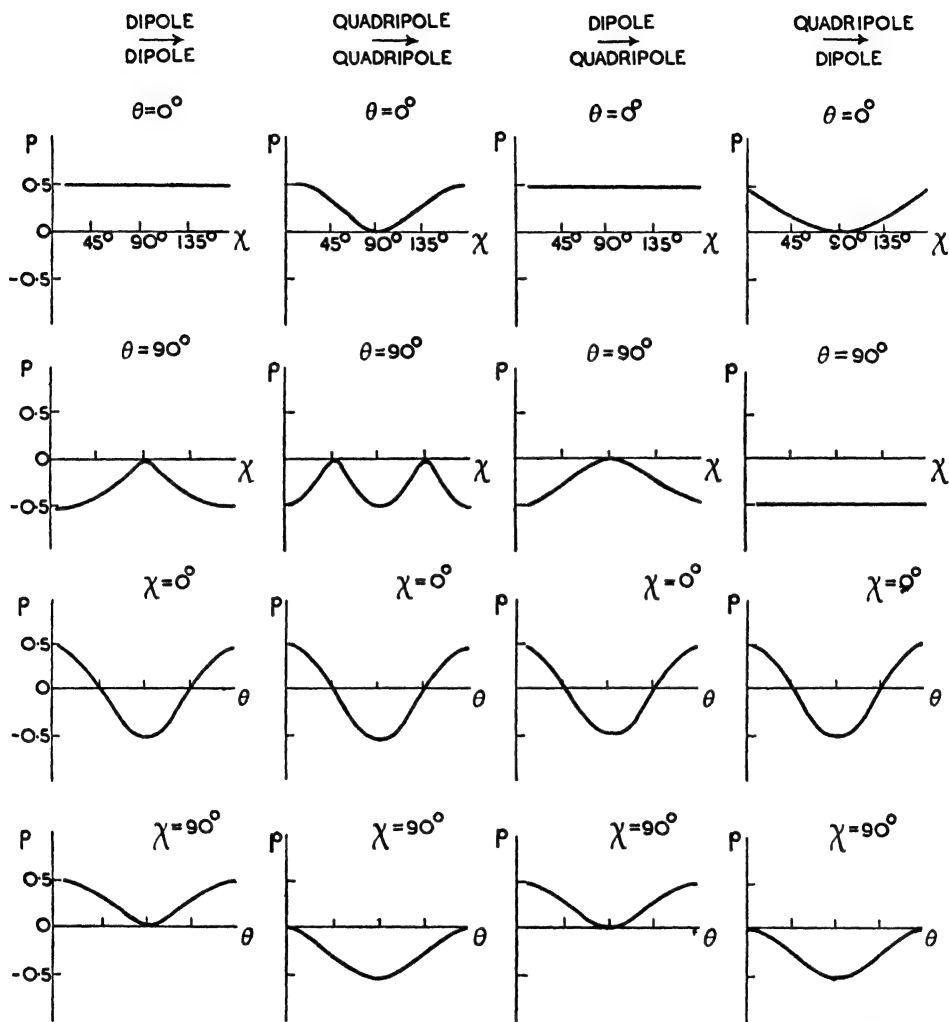 DIPOLE QUADRIPOLE DIPOLE QUADRIPOLE
DIPOLE QUADRIPOLE QUADRIPOLE DIPOLE
θ=0° θ=0° θ=0° θ=0°
P P P P
0.5
0 45° 90° 135° χ 45° 90° 135° χ 45° 90° 135° χ 45° 90° 135° χ
-0.5
θ=90° θ=90° θ=90° θ=90°
P P P P
0.5
0 χ χ χ χ
-0.5
χ=0° χ=0° χ=0° χ=0°
P P P P
0.5
0 θ θ θ θ
-0.5
χ=90° χ=90° χ=90° χ=90°
P P P P
0.5
0 θ θ θ θ
-0.5